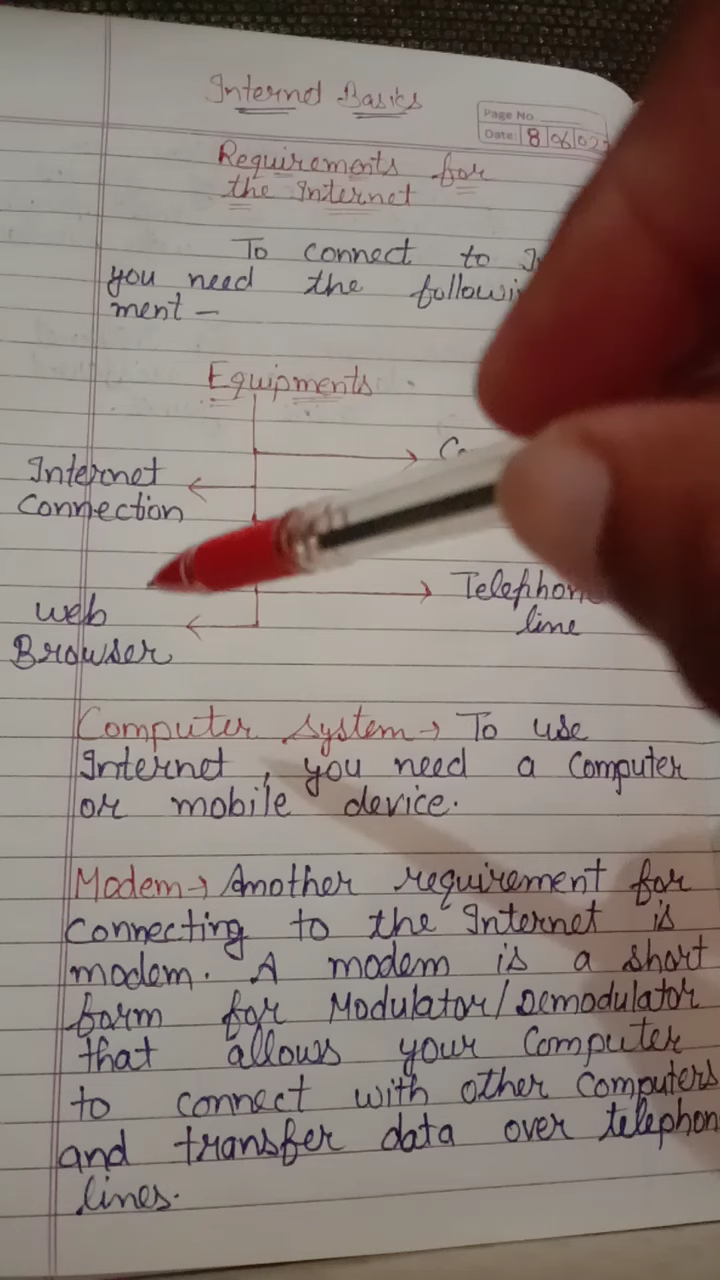 Internet Basics
Page No
Date: 8/06/02
Requirements for
the Internet
To connect to
you need the
ment –
Equipments
Internet
Connection
Telephone
web
line
Browser
Computer System → To use
Internet, you need a Computer
or mobile device.
Modem → Another requirement for
Connecting to the Internet is
modem. A modem is a short
form for Modulator/Demodulator
that allows your Computer
to connect with other Computers
and transfer data over telephon
lines.